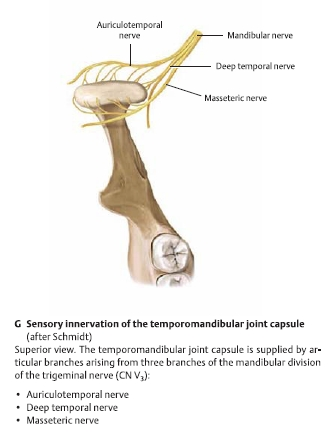 Auriculotemporal
nerve
Mandibular nerve
Deep temporal nerve
Masseteric nerve
G Sensory innervation of the temporomandibular joint capsule
(after Schmidt)
Superior view. The temporomandibular joint capsule is supplied by ar-
ticular branches arising from three branches of the mandibular division
of the trigeminal nerve (CN V3):
• Auriculotemporal nerve
• Deep temporal nerve
• Masseteric nerve